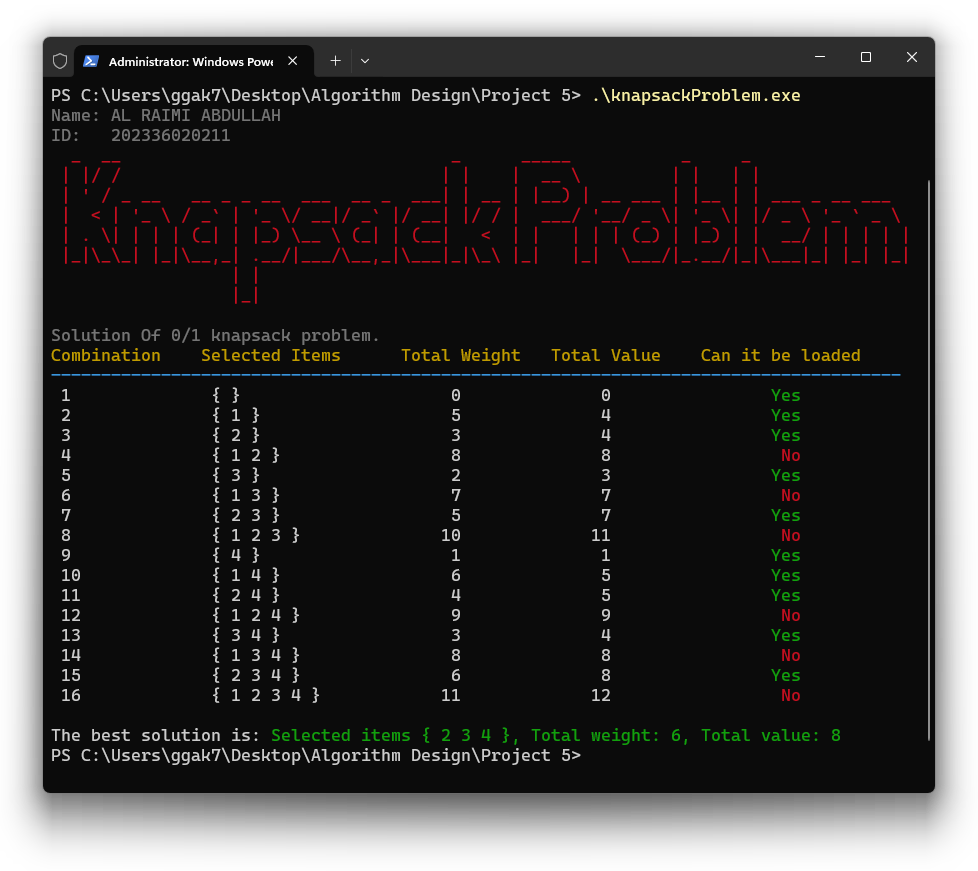 Administrator: Windows Powe
PS C:\Users\ggak7\Desktop\Algorithm Design\Project 5> .\knapsackProblem.exe
Name: AL RAIMI ABDULLAH
ID:   202336020211
Knapsack Problem
Solution Of 0/1 knapsack problem.
Combination    Selected Items      Total Weight   Total Value    Can it be loaded
1    { }    0    0    Yes
2    { 1 }    5    4    Yes
3    { 2 }    3    4    Yes
4    { 1 2 }    8    8    No
5    { 3 }    2    3    Yes
6    { 1 3 }    7    7    No
7    { 2 3 }    5    7    Yes
8    { 1 2 3 }    10    11    No
9    { 4 }    1    1    Yes
10    { 1 4 }    6    5    Yes
11    { 2 4 }    4    5    Yes
12    { 1 2 4 }    9    9    No
13    { 3 4 }    3    4    Yes
14    { 1 3 4 }    8    8    No
15    { 2 3 4 }    6    8    Yes
16    { 1 2 3 4 }    11    12    No
The best solution is: Selected items { 2 3 4 }, Total weight: 6, Total value: 8
PS C:\Users\ggak7\Desktop\Algorithm Design\Project 5>